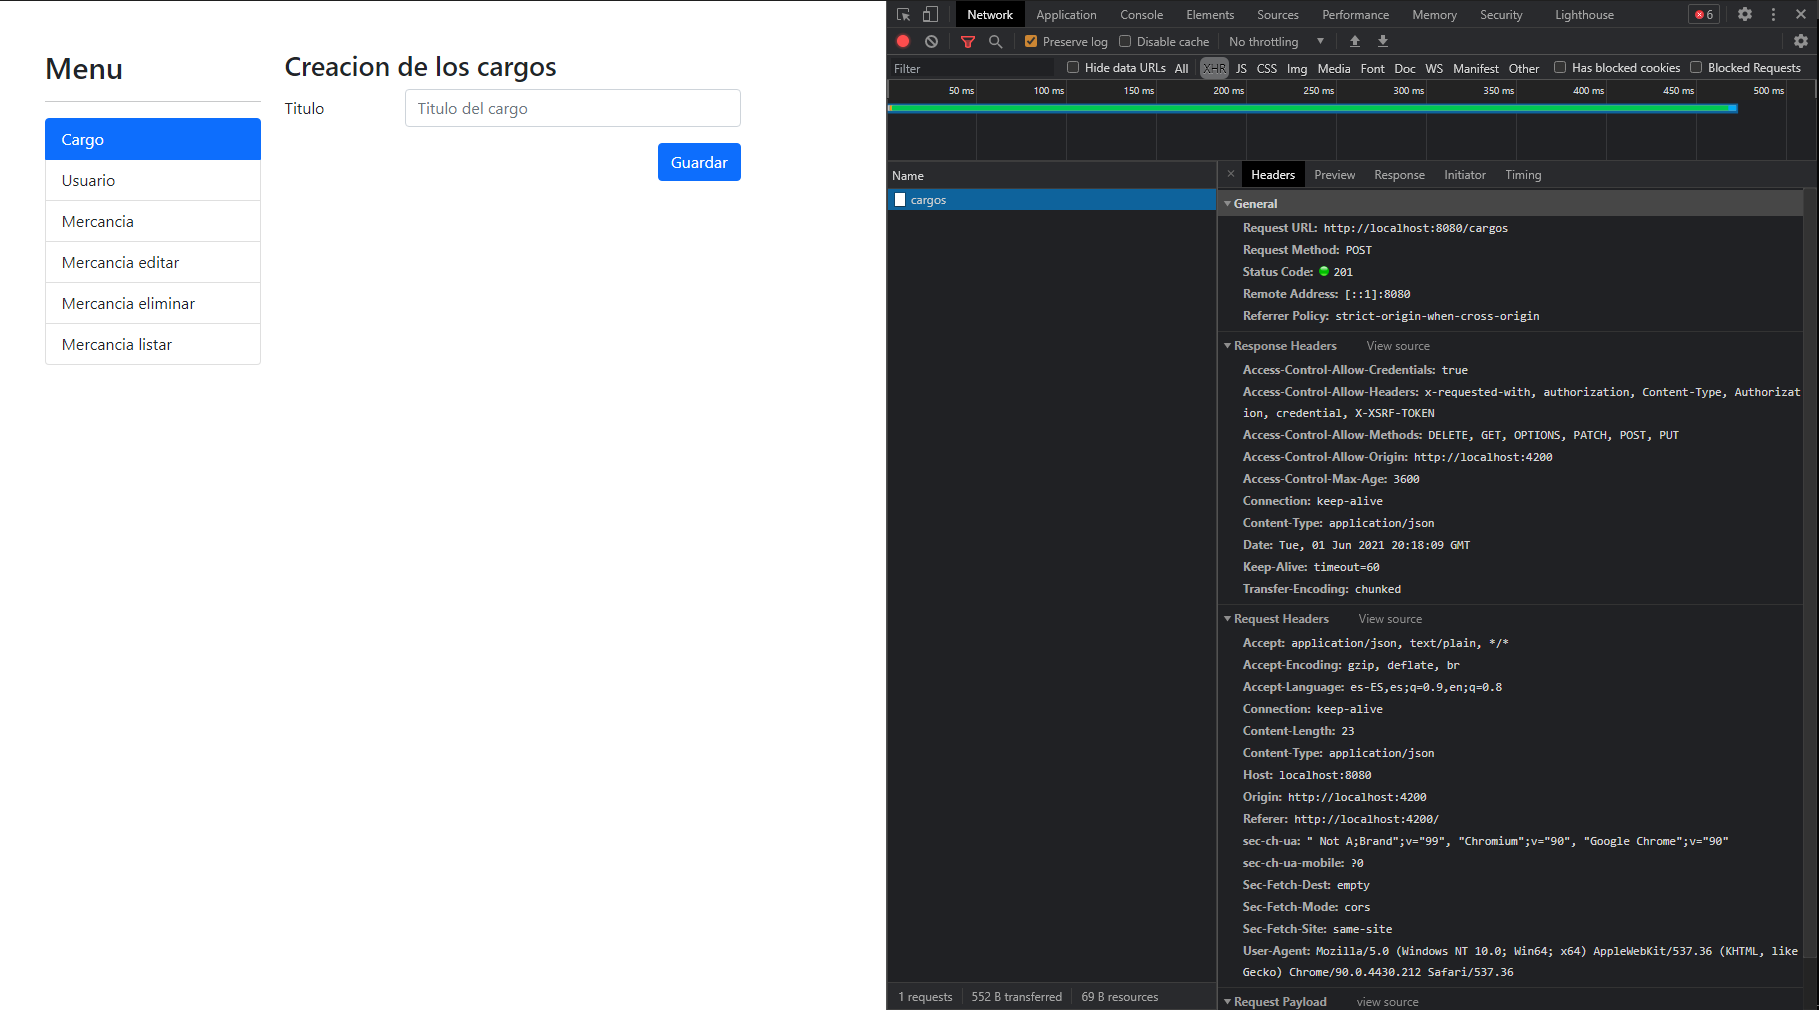 Menu
Cargo
Usuario
Mercancia
Mercancia editar
Mercancia eliminar
Mercancia listar
Creacion de los cargos
Titulo
Titulo del cargo
Guardar
Network Application Console Elements Sources Performance Memory Security Lighthouse 6
Preserve log Disable cache No throttling
Filter Hide data URLs All XHR JS CSS Img Media Font Doc WS Manifest Other Has blocked cookies Blocked Requests
50 ms 100 ms 150 ms 200 ms 250 ms 300 ms 350 ms 400 ms 450 ms 500 ms
Name
cargos
Headers Preview Response Initiator Timing
General
Request URL: http://localhost:8080/cargos
Request Method: POST
Status Code: 201
Remote Address: [::1]:8080
Referrer Policy: strict-origin-when-cross-origin
Response Headers View source
Access-Control-Allow-Credentials: true
Access-Control-Allow-Headers: x-requested-with, authorization, Content-Type, Authorizat
ion, credential, X-XSRF-TOKEN
Access-Control-Allow-Methods: DELETE, GET, OPTIONS, PATCH, POST, PUT
Access-Control-Allow-Origin: http://localhost:4200
Access-Control-Max-Age: 3600
Connection: keep-alive
Content-Type: application/json
Date: Tue, 01 Jun 2021 20:18:09 GMT
Keep-Alive: timeout=60
Transfer-Encoding: chunked
Request Headers View source
Accept: application/json, text/plain, */*
Accept-Encoding: gzip, deflate, br
Accept-Language: es-ES,es;q=0.9,en;q=0.8
Connection: keep-alive
Content-Length: 23
Content-Type: application/json
Host: localhost:8080
Origin: http://localhost:4200
Referer: http://localhost:4200/
sec-ch-ua: " Not A;Brand";v="99", "Chromium";v="90", "Google Chrome";v="90"
sec-ch-ua-mobile: ?0
Sec-Fetch-Dest: empty
Sec-Fetch-Mode: cors
Sec-Fetch-Site: same-site
User-Agent: Mozilla/5.0 (Windows NT 10.0; Win64; x64) AppleWebKit/537.36 (KHTML, like
Gecko) Chrome/90.0.4430.212 Safari/537.36
Request Payload view source
1 requests 552 B transferred 69 B resources